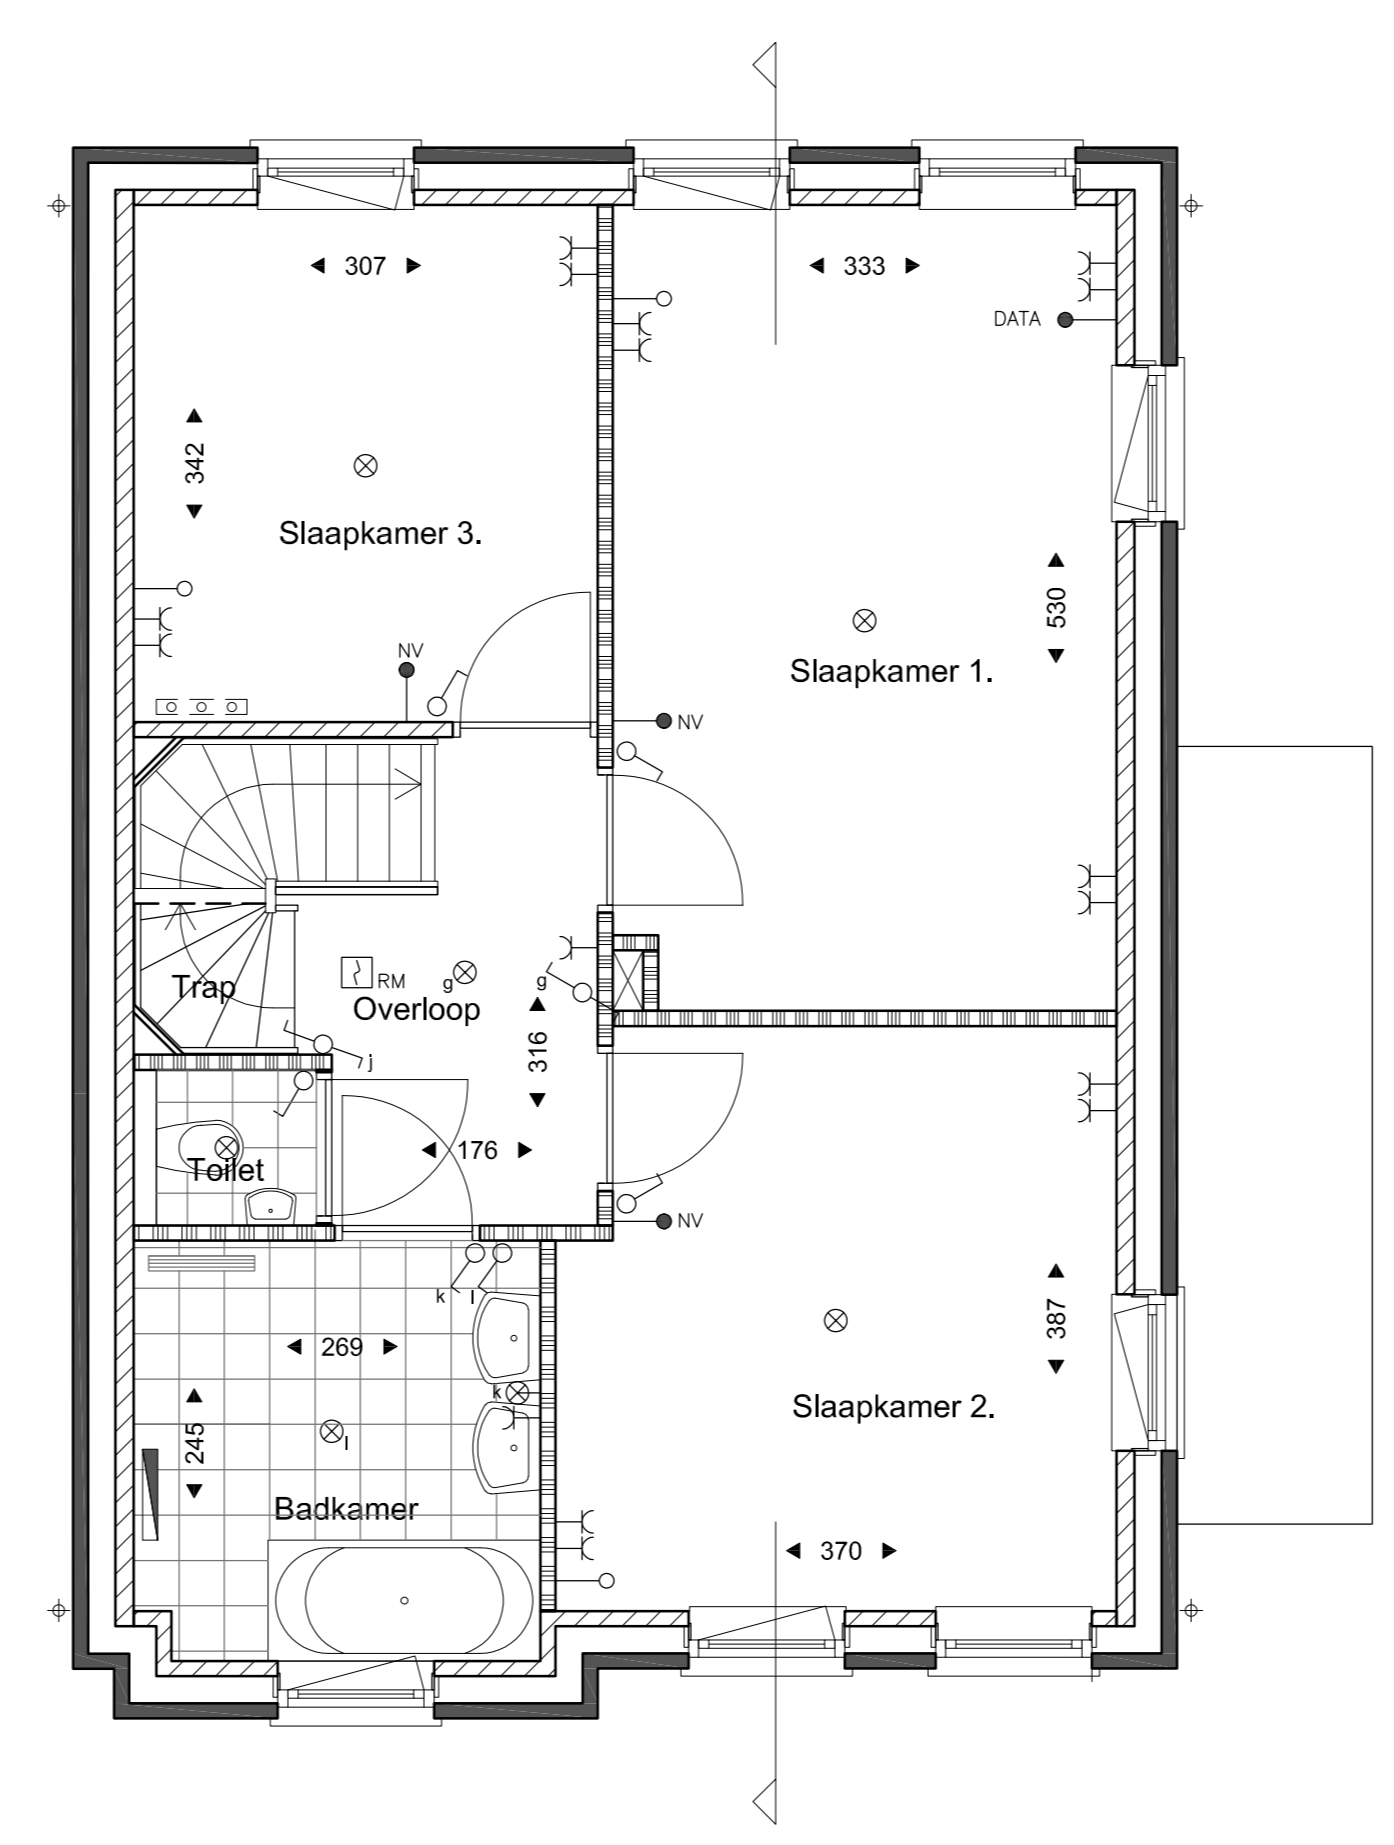 307
333
DATA
342
Slaapkamer 3.
530
Slaapkamer 1.
NV
NV
Trap
RM
g
g
Overloop
316
j
176
Toilet
NV
k
l
269
387
k
Slaapkamer 2.
245
l
Badkamer
370